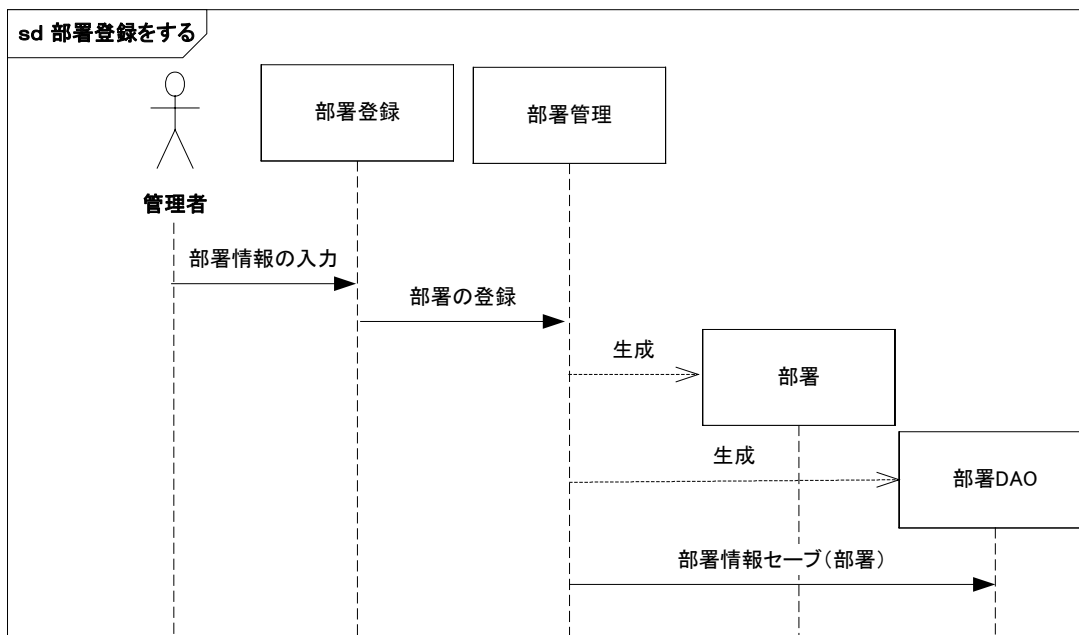 sd 部署登録をする
部署登録
部署管理
管理者
部署情報の入力
部署の登録
生成
部署
生成
部署DAO
部署情報セーブ(部署)